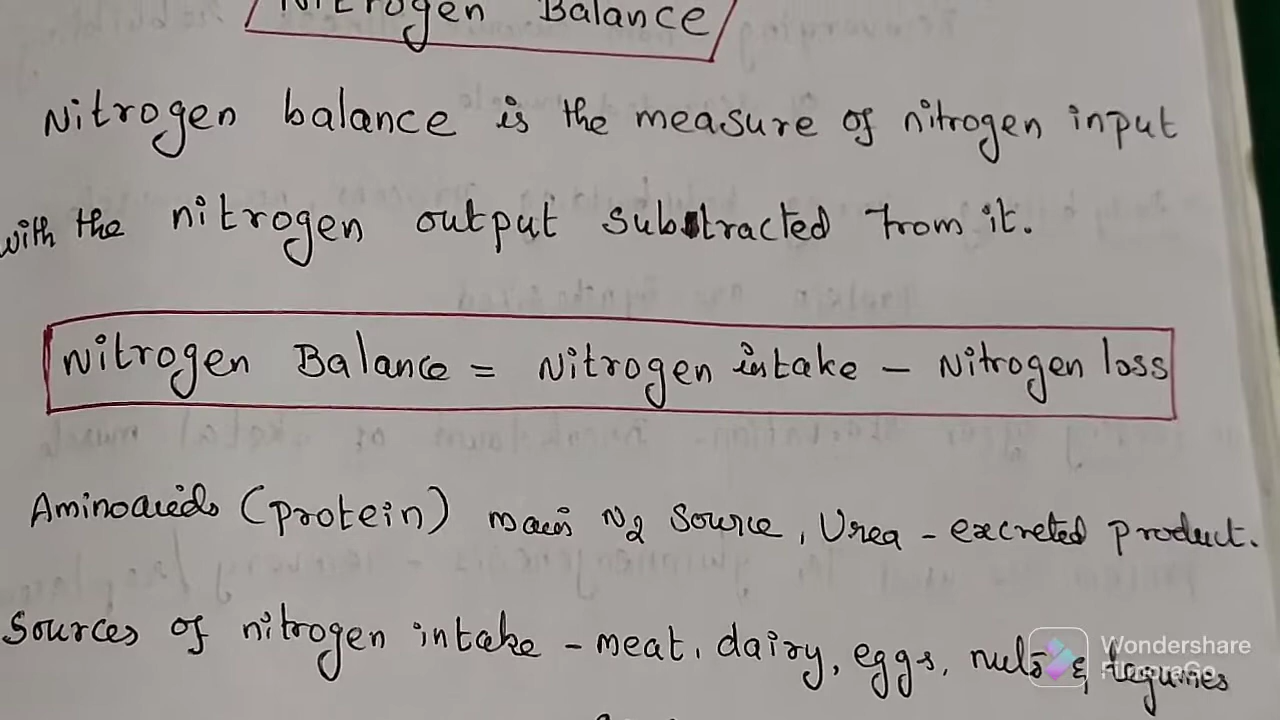 Nitrogen Balance
Nitrogen balance is the measure of nitrogen input
with the nitrogen output substracted from it.
Nitrogen Balance = Nitrogen intake - Nitrogen loss
Aminoacids (protein) main N2 source, Urea - excreted product.
Sources of nitrogen intake - meat, dairy, eggs, nuts & legumes
Wondershare
FilmoraGo